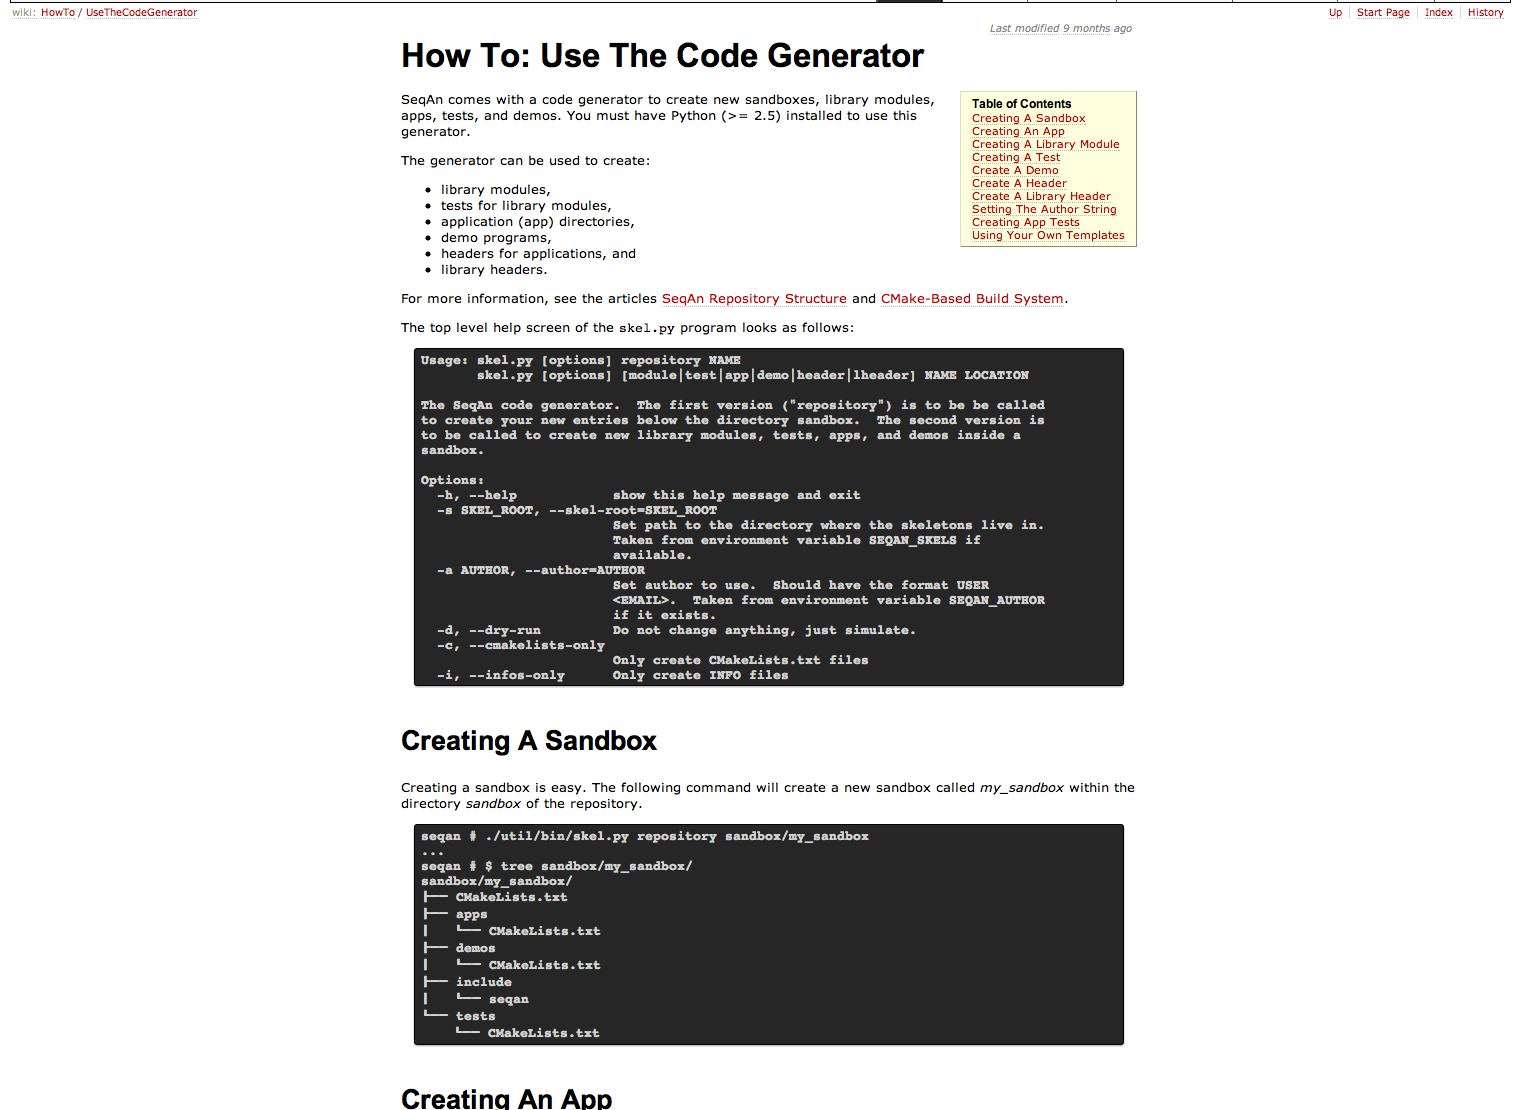 wiki: HowTo / UseTheCodeGenerator
Up Start Page Index History
Last modified 9 months ago
How To: Use The Code Generator
SeqAn comes with a code generator to create new sandboxes, library modules,
apps, tests, and demos. You must have Python (>= 2.5) installed to use this
generator.
Table of Contents
Creating A Sandbox
Creating An App
Creating A Library Module
Creating A Test
Create A Demo
Create A Header
Create A Library Header
Setting The Author String
Creating App Tests
Using Your Own Templates
The generator can be used to create:
• library modules,
• tests for library modules,
• application (app) directories,
• demo programs,
• headers for applications, and
• library headers.
For more information, see the articles SeqAn Repository Structure and CMake-Based Build System.
The top level help screen of the skel.py program looks as follows:
Usage: skel.py [options] repository NAME
       skel.py [options] [module|test|app|demo|header|lheader] NAME LOCATION
The SeqAn code generator.  The first version ("repository") is to be be called
to create your new entries below the directory sandbox.  The second version is
to be called to create new library modules, tests, apps, and demos inside a
sandbox.
Options:
  -h, --help            show this help message and exit
  -s SKEL_ROOT, --skel-root=SKEL_ROOT
                        Set path to the directory where the skeletons live in.
                        Taken from environment variable SEQAN_SKELS if
                        available.
  -a AUTHOR, --author=AUTHOR
                        Set author to use.  Should have the format USER
                        <EMAIL>.  Taken from environment variable SEQAN_AUTHOR
                        if it exists.
  -d, --dry-run         Do not change anything, just simulate.
  -c, --cmakelists-only
                        Only create CMakeLists.txt files
  -i, --infos-only      Only create INFO files
Creating A Sandbox
Creating a sandbox is easy. The following command will create a new sandbox called my_sandbox within the
directory sandbox of the repository.
seqan # ./util/bin/skel.py repository sandbox/my_sandbox
...
seqan # $ tree sandbox/my_sandbox/
sandbox/my_sandbox/
├── CMakeLists.txt
├── apps
│   └── CMakeLists.txt
├── demos
│   └── CMakeLists.txt
├── include
│   └── seqan
└── tests
    └── CMakeLists.txt
Creating An App